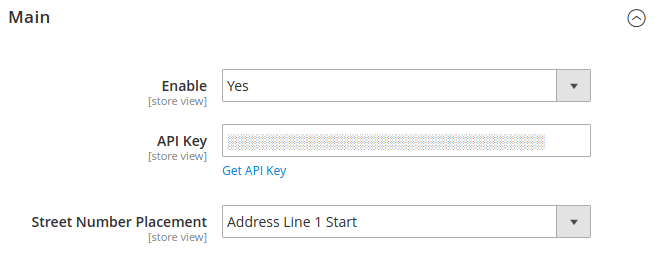 Main
Enable
[store view]
Yes
API Key
[store view]
Get API Key
Street Number Placement
[store view]
Address Line 1 Start